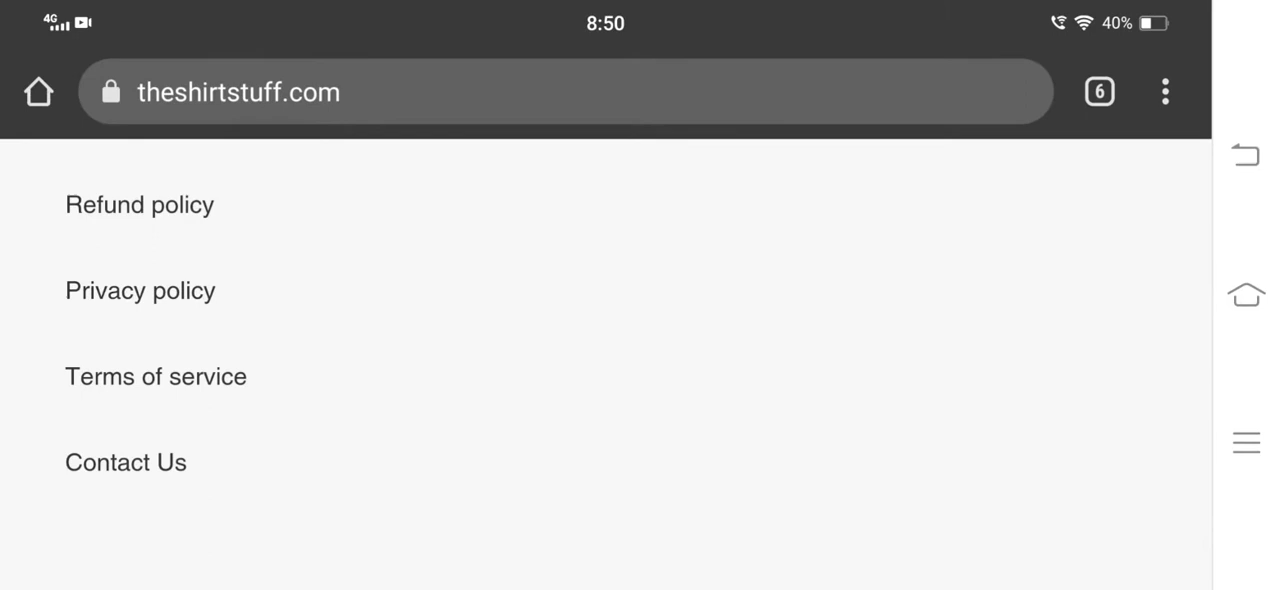 4G 8:50 40%
theshirtstuff.com 6
Refund policy
Privacy policy
Terms of service
Contact Us